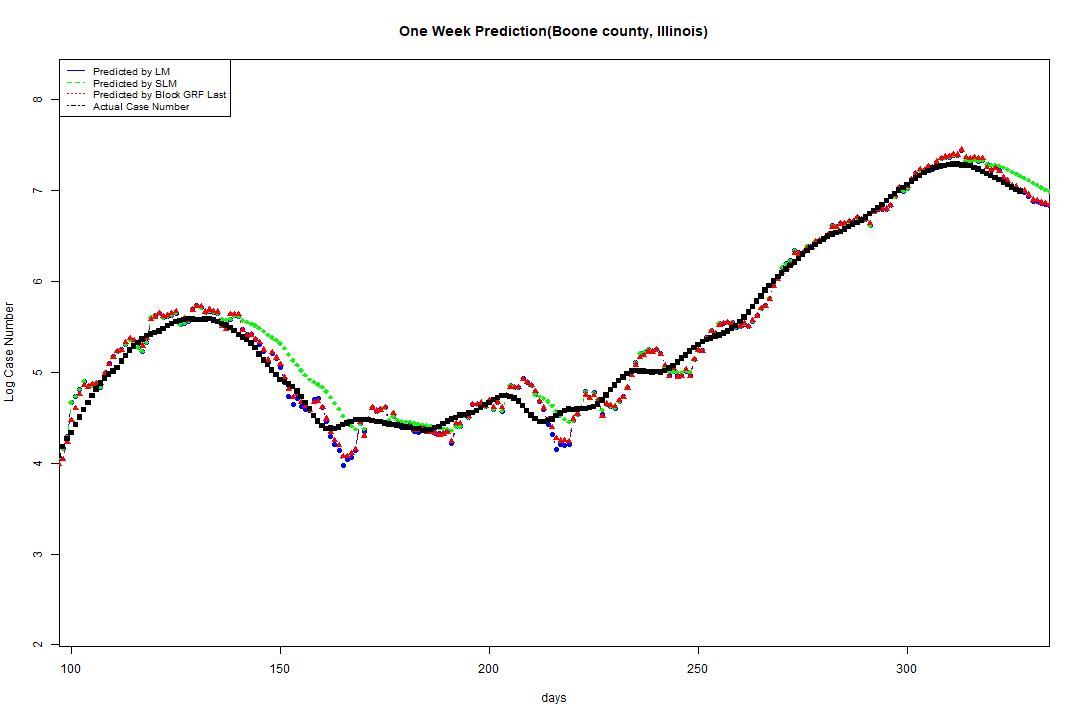 One Week Prediction(Boone county, Illinois)
Predicted by LM
Predicted by SLM
Predicted by Block GRF Last
Actual Case Number
8
7
6
5
4
3
2
Log Case Number
100 150 200 250 300
days